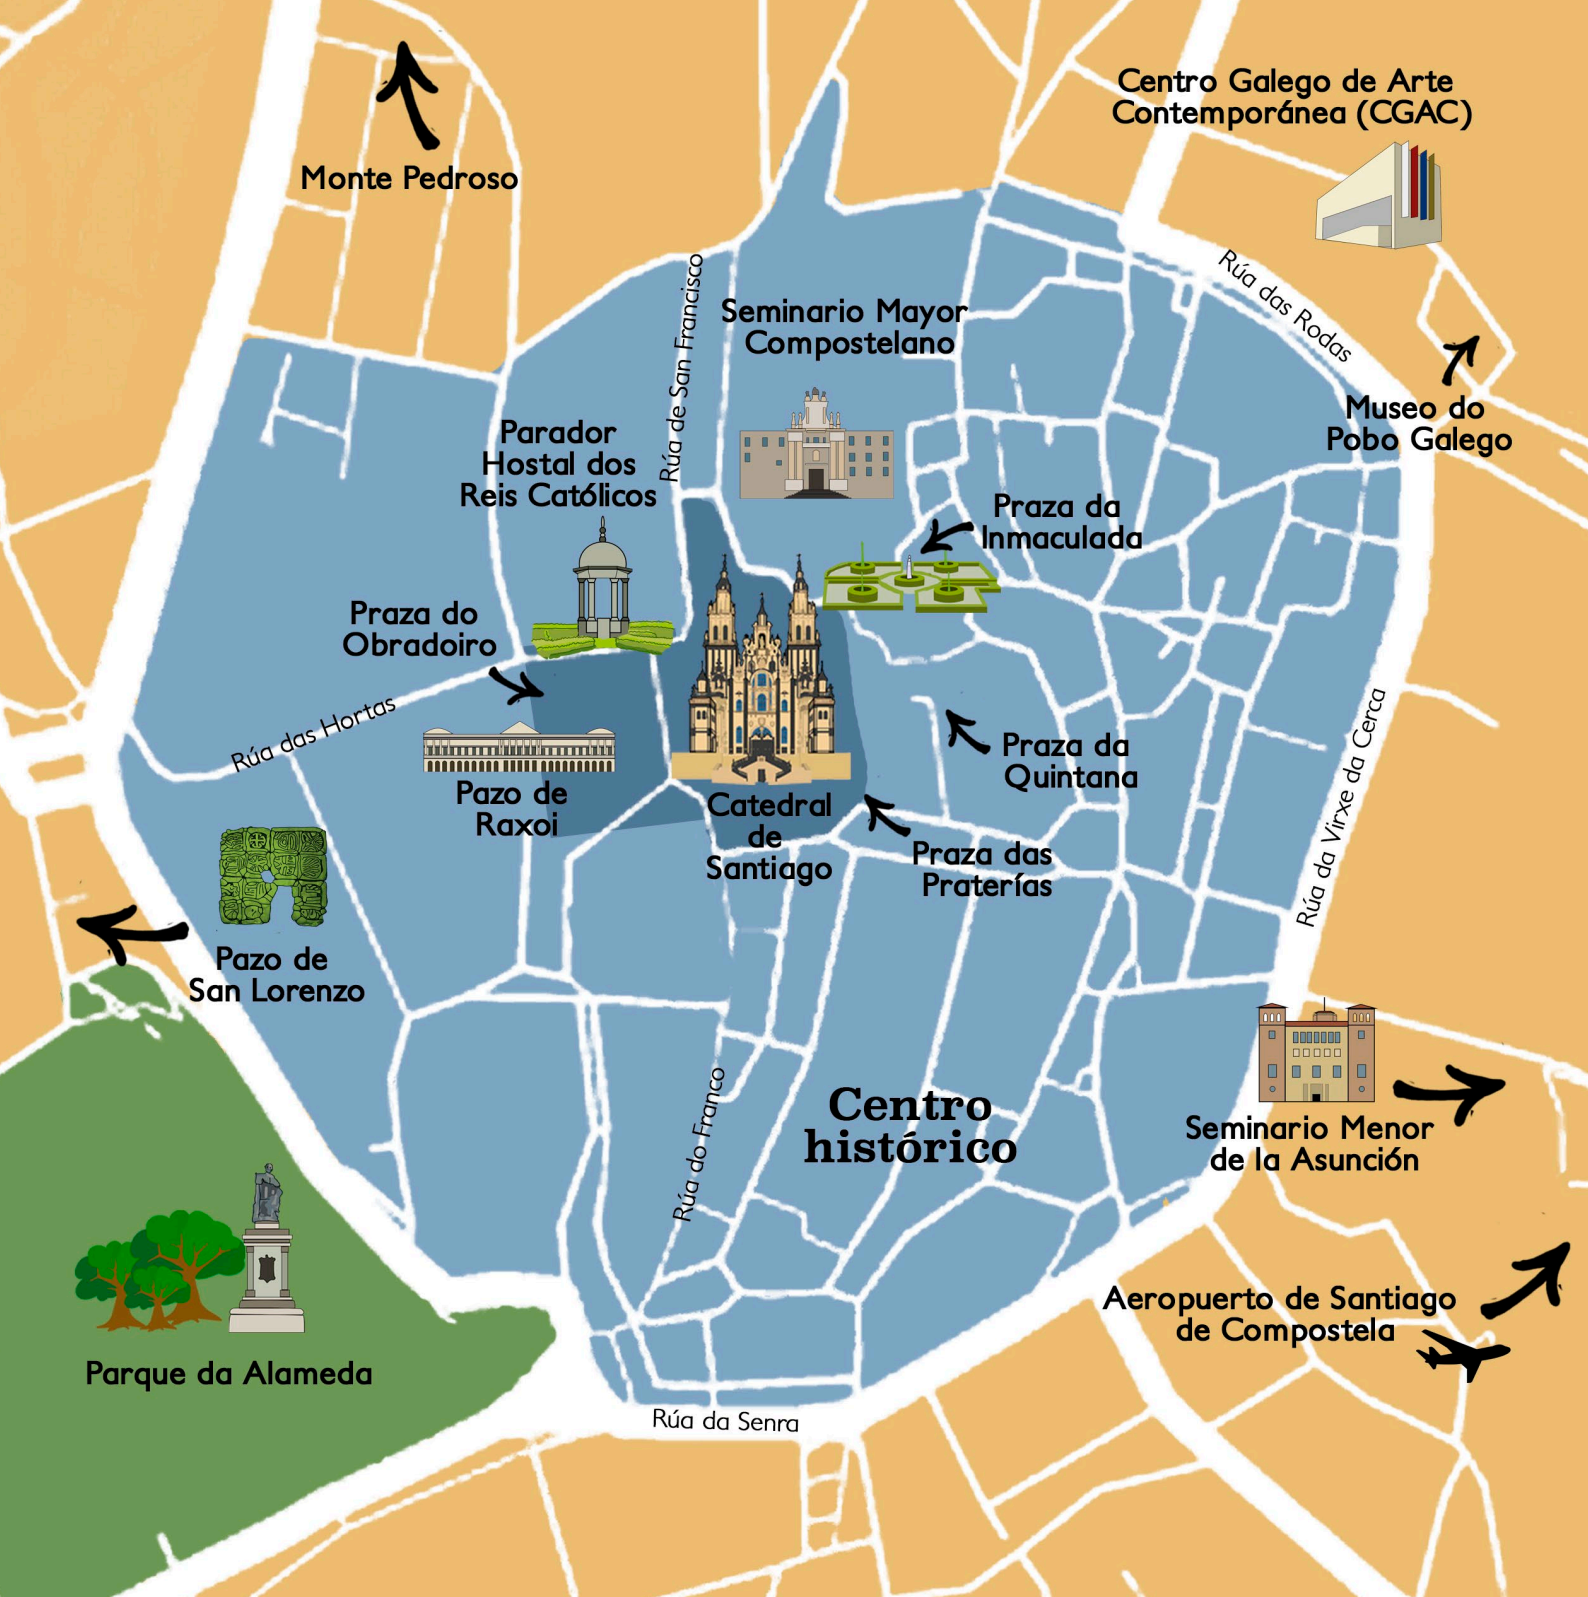 Centro Galego de Arte
Contemporánea (CGAC)
Monte Pedroso
Rúa das Rodas
Rúa de San Francisco
Seminario Mayor
Compostelano
Museo do
Pobo Galego
Parador
Hostal dos
Reis Católicos
Praza da
Inmaculada
Praza do
Obradoiro
Rúa das Hortas
Rúa da Virxe da Cerca
Praza da
Quintana
Pazo de
Raxoi
Catedral
de
Santiago
Praza das
Praterías
Pazo de
San Lorenzo
Rúa do Franco
Centro
histórico
Seminario Menor
de la Asunción
Aeropuerto de Santiago
de Compostela
Parque da Alameda
Rúa da Senra